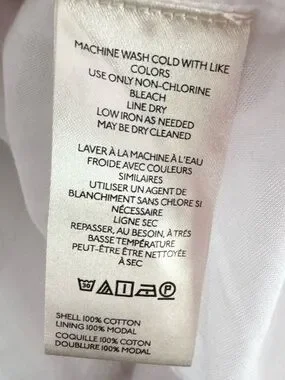 MACHINE WASH COLD WITH LIKE
COLORS
USE ONLY NON-CHLORINE
BLEACH
LINE DRY
LOW IRON AS NEEDED
MAY BE DRY CLEANED
LAVER À LA MACHINE À L'EAU
FROIDE AVEC COULEURS
SIMILAIRES
UTILISER UN AGENT DE
BLANCHIMENT SANS CHLORE SI
NÉCESSAIRE
LIGNE SEC
REPASSER, AU BESOIN, À TRÉS
BASSE TEMPÉRATURE
PEUT-ÊTRE ÊTRE NETTOYÉE
À SEC
30 P
SHELL 100% COTTON
LINING 100% MODAL
COQUILLE 100% COTON
DOUBLURE 100% MODAL